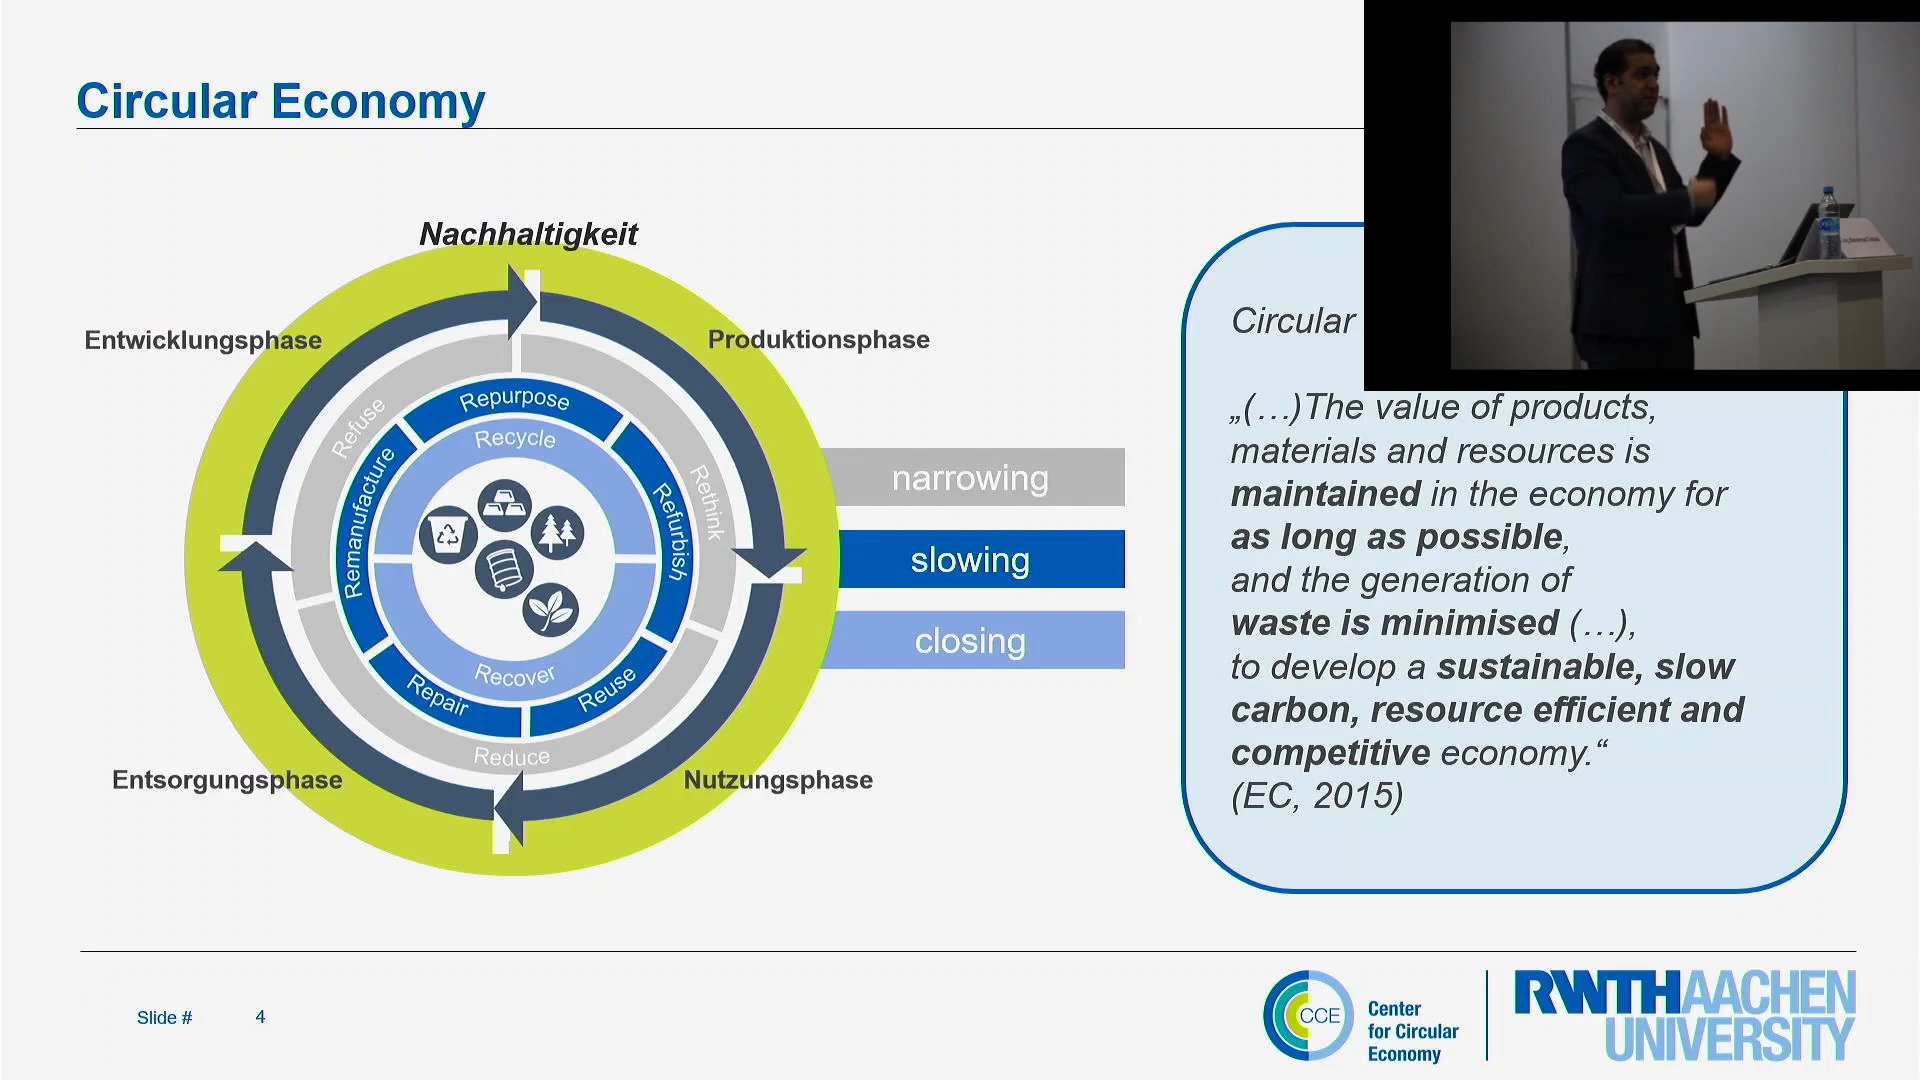 Circular Economy
Nachhaltigkeit
Entwicklungsphase
Produktionsphase
Refuse
Rethink
Reduce
Repurpose
Remanufacture
Refurbish
Repair
Reuse
Recycle
Recover
Entsorgungsphase
Nutzungsphase
narrowing
slowing
closing
Circular
„(…)The value of products,
materials and resources is
maintained in the economy for
as long as possible,
and the generation of
waste is minimised (…),
to develop a sustainable, slow
carbon, resource efficient and
competitive economy.“
(EC, 2015)
Slide # 4
CCE
Center
for Circular
Economy
RWTHAACHEN
UNIVERSITY